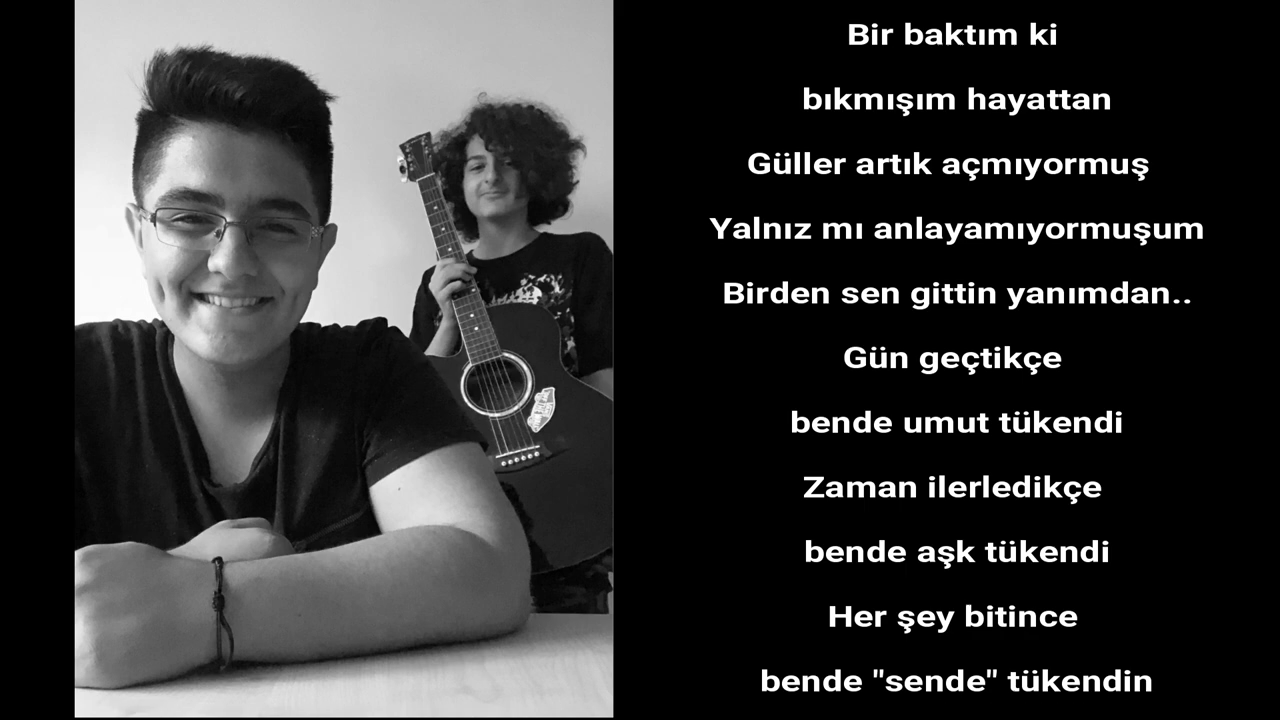 Bir baktım ki
bıkmışım hayattan
Güller artık açmıyormuş
Yalnız mı anlayamıyormuşum
Birden sen gittin yanımdan..
Gün geçtikçe
bende umut tükendi
Zaman ilerledikçe
bende aşk tükendi
Her şey bitince
bende "sende" tükendin